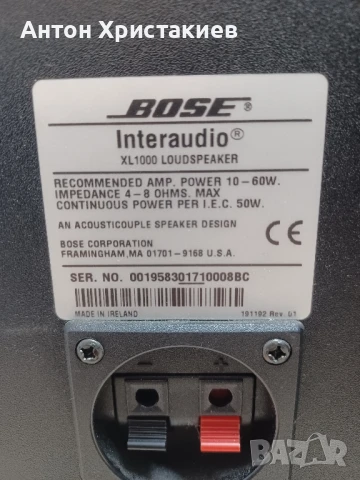 Антон Христакиев
BOSE®
Interaudio®
XL1000 LOUDSPEAKER
RECOMMENDED AMP. POWER 10-60W.
IMPEDANCE 4-8 OHMS. MAX
CONTINUOUS POWER PER I.E.C. 50W.
AN ACOUSTICOUPLE SPEAKER DESIGN
BOSE CORPORATION
FRAMINGHAM, MA 01701-9168 U.S.A.
CE
SER. NO. 001958301710008BC
MADE IN IRELAND 191192 Rev. 01
- +
BAZAR